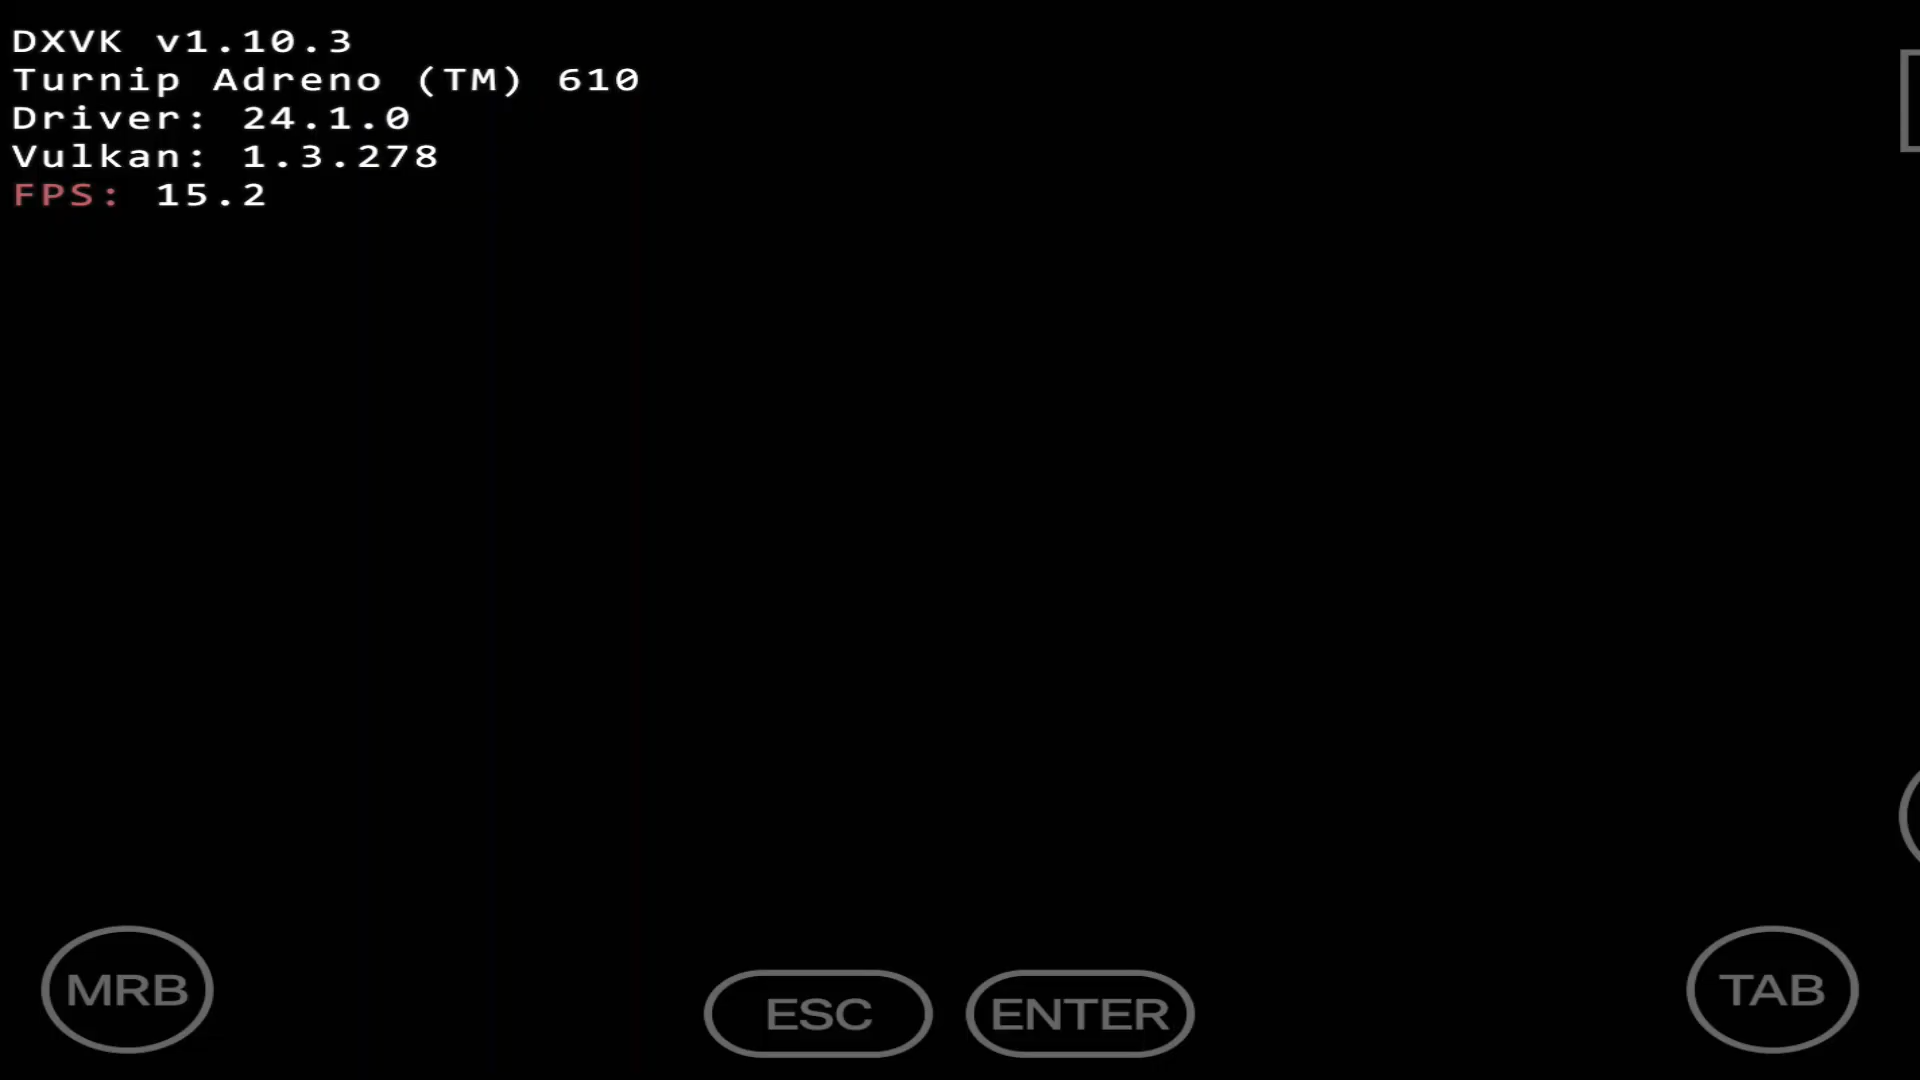 DXVK v1.10.3
Turnip Adreno (TM) 610
Driver: 24.1.0
Vulkan: 1.3.278
FPS: 15.2
MRB
ESC
ENTER
TAB